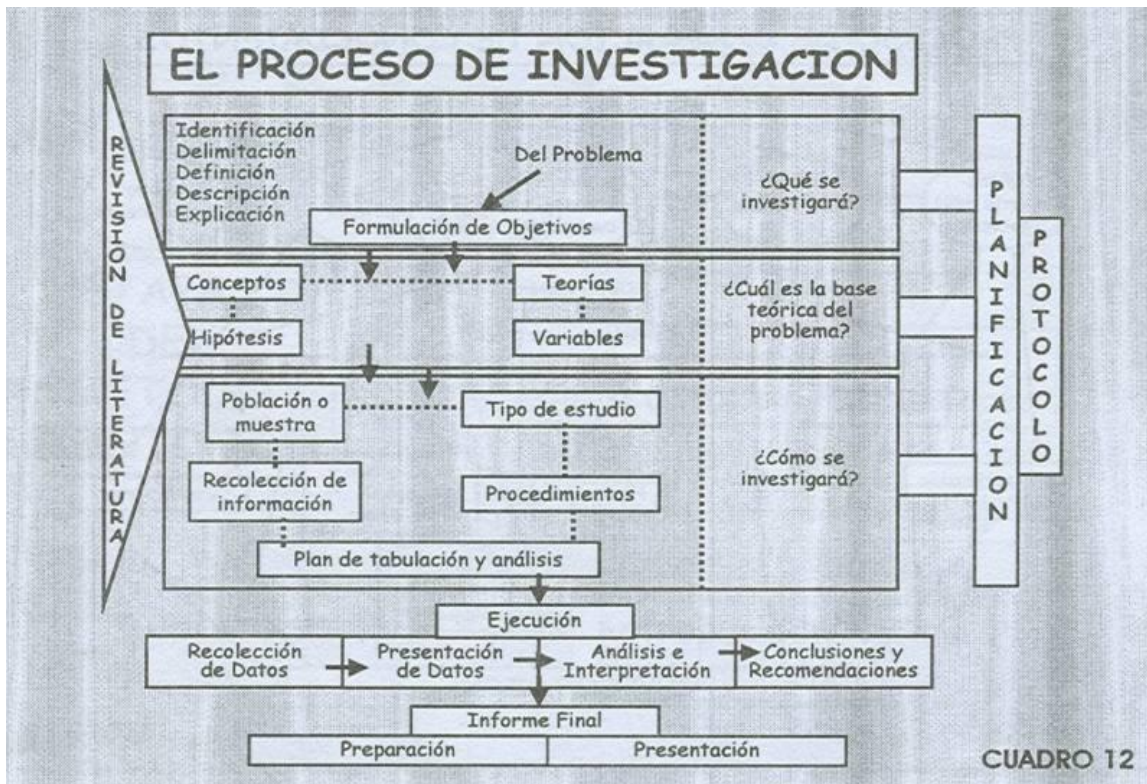 EL PROCESO DE INVESTIGACION
REVISION DE LITERATURA
Identificación
Delimitación
Definición
Descripción
Explicación
Del Problema
Formulación de Objetivos
¿Qué se
investigará?
Conceptos
Teorías
Hipótesis
Variables
¿Cuál es la base
teórica del
problema?
Población o
muestra
Tipo de estudio
Recolección de
información
Procedimientos
Plan de tabulación y análisis
¿Cómo se
investigará?
PLANIFICACION
PROTOCOLO
Ejecución
Recolección
de Datos
Presentación
de Datos
Análisis e
Interpretación
Conclusiones y
Recomendaciones
Informe Final
Preparación
Presentación
CUADRO 12